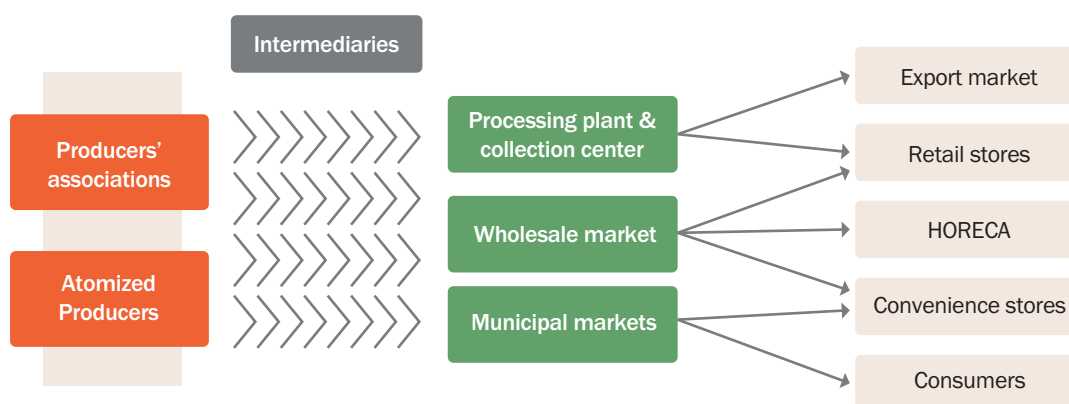 Intermediaries
Producers’
associations
Atomized
Producers
Processing plant &
collection center
Wholesale market
Municipal markets
Export market
Retail stores
HORECA
Convenience stores
Consumers